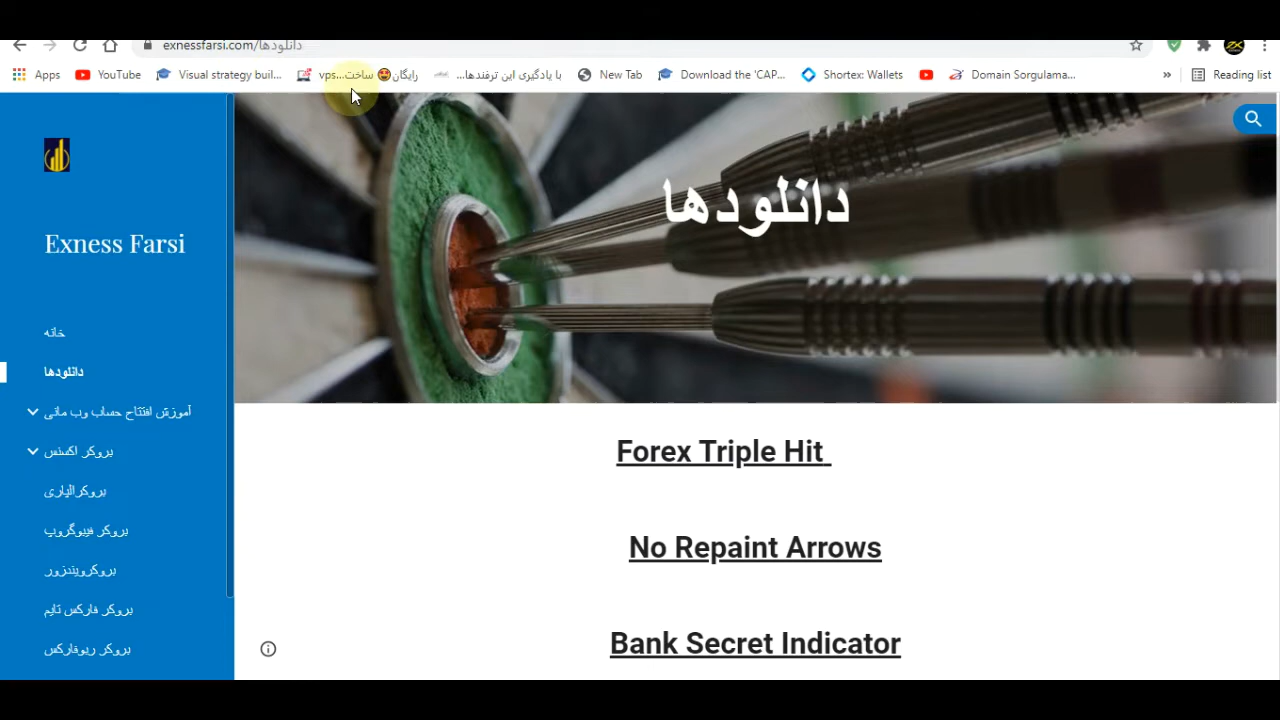 exnessfarsi.com/دانلودها
Apps
YouTube
Visual strategy buil...
رایگان🤩ساخت...vps
با یادگیری این ترفندها...
New Tab
Download the 'CAP...
Shortex: Wallets
Domain Sorgulama...
»
Reading list
Exness Farsi
خانه
دانلودها
آموزش افتتاح حساب وب مانی
بروکر اکسنس
بروکرآلپاری
بروکر فیبوگروپ
بروکرویندزور
بروکر فارکس تایم
بروکر ریوفارکس
دانلودها
Forex Triple Hit
No Repaint Arrows
Bank Secret Indicator